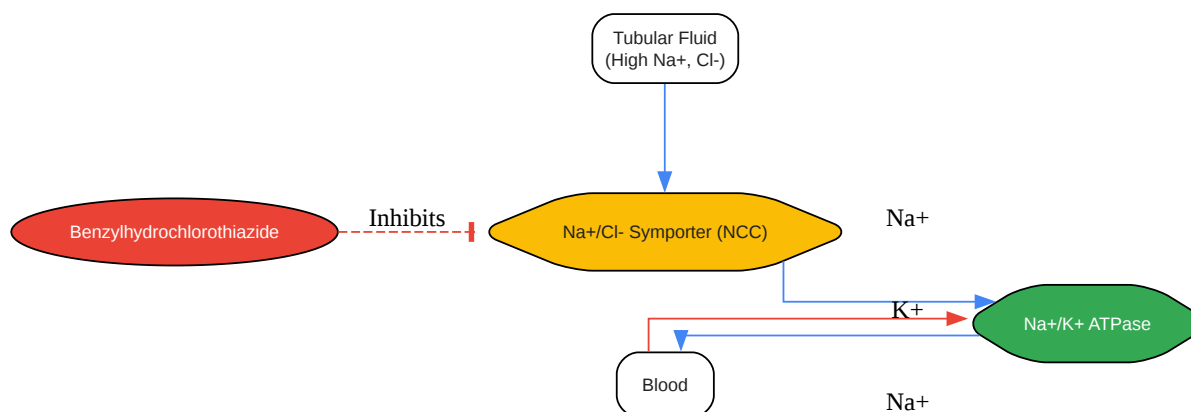 Tubular Fluid
(High Na+, Cl-)
Benzylhydrochlorothiazide
Inhibits
Na+/Cl- Symporter (NCC)
Na+
K+
Na+/K+ ATPase
Blood
Na+